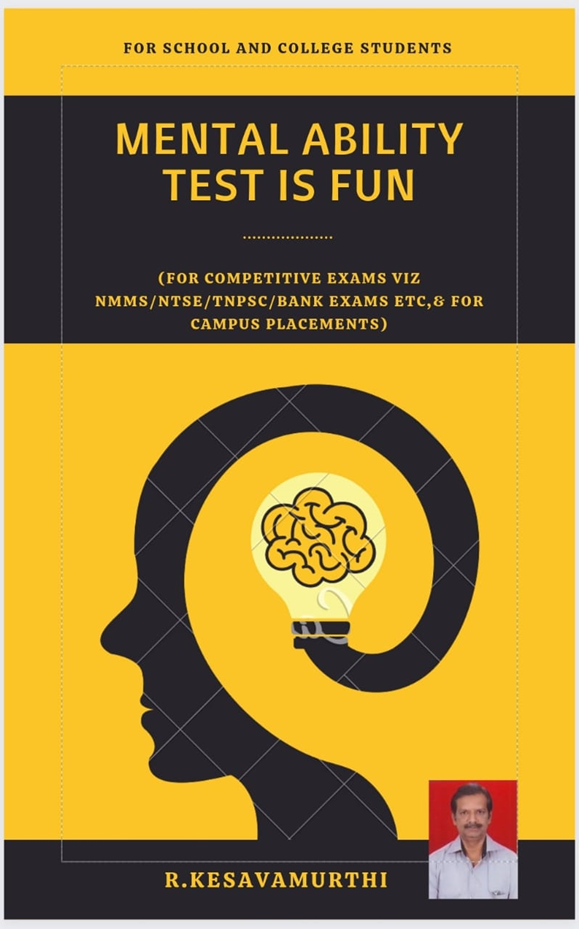 FOR SCHOOL AND COLLEGE STUDENTS
MENTAL ABILITY
TEST IS FUN
(FOR COMPETITIVE EXAMS VIZ
NMMS/NTSE/TNPSC/BANK EXAMS ETC,& FOR
CAMPUS PLACEMENTS)
R.KESAVAMURTHI